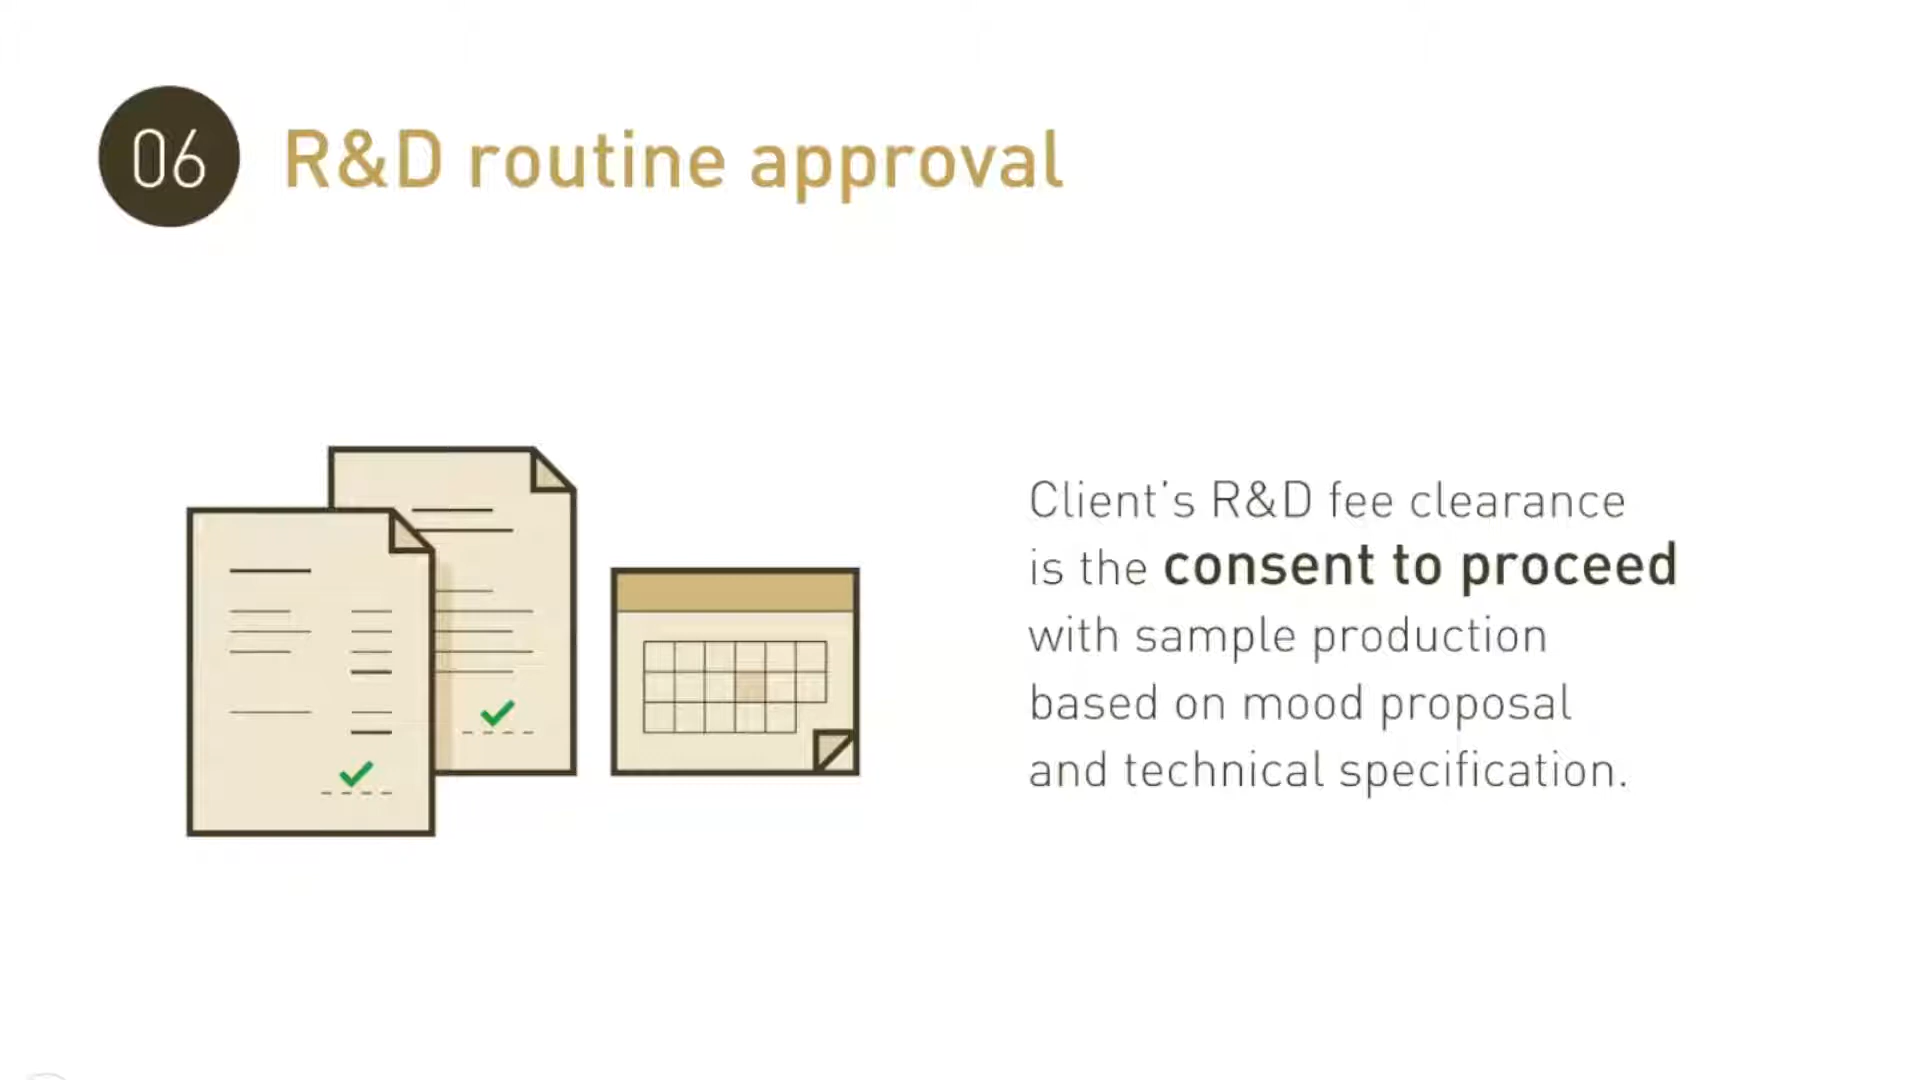 06 R&D routine approval
Client's R&D fee clearance
is the consent to proceed
with sample production
based on mood proposal
and technical specification.